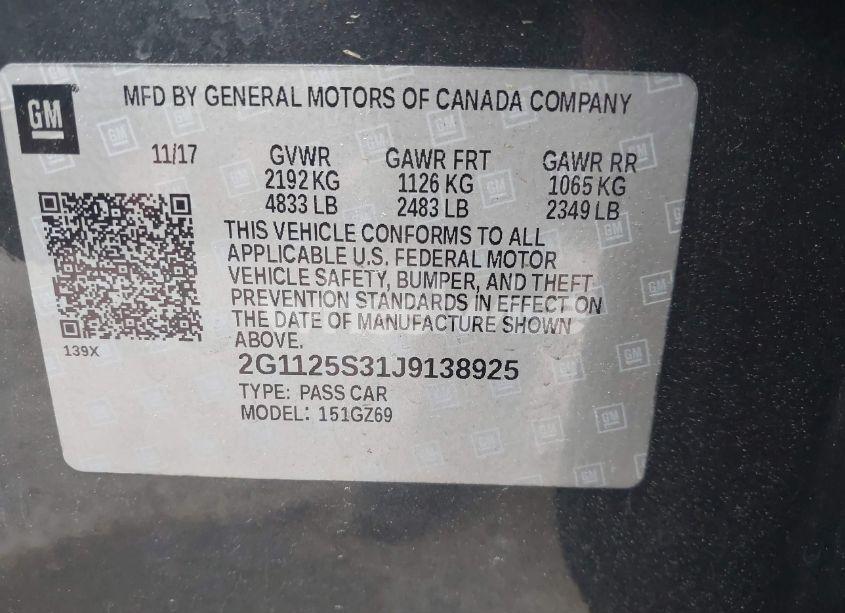 GM
MFD BY GENERAL MOTORS OF CANADA COMPANY
11/17 GVWR GAWR FRT GAWR RR
2192 KG 1126 KG 1065 KG
4833 LB 2483 LB 2349 LB
THIS VEHICLE CONFORMS TO ALL
APPLICABLE U.S. FEDERAL MOTOR
VEHICLE SAFETY, BUMPER, AND THEFT
PREVENTION STANDARDS IN EFFECT ON
THE DATE OF MANUFACTURE SHOWN
ABOVE.
139X
2G1125S31J9138925
TYPE: PASS CAR
MODEL: 151GZ69